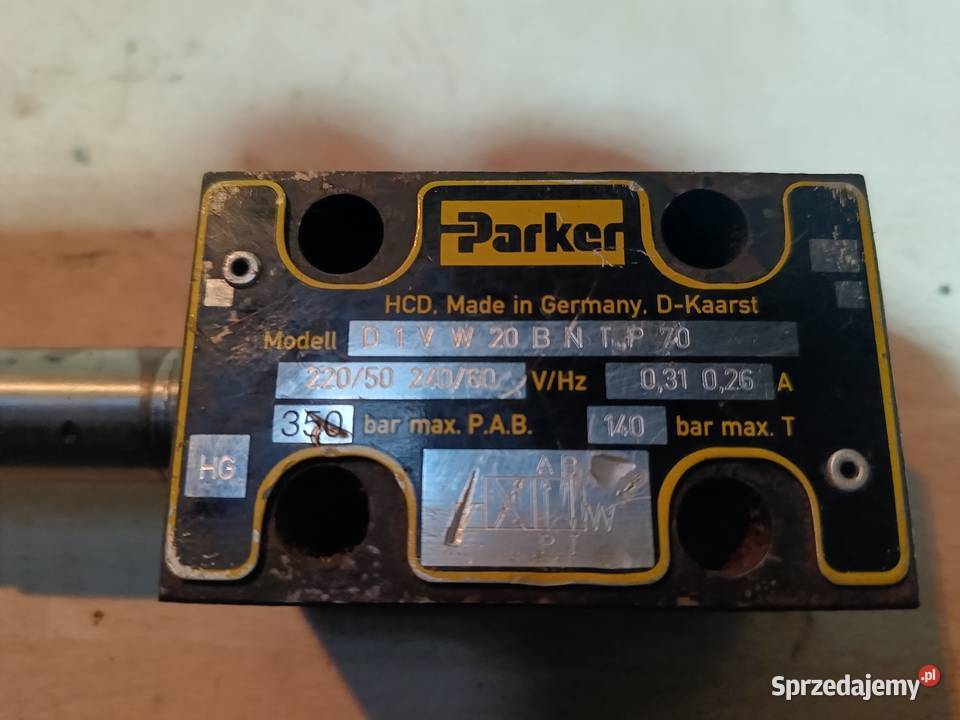 Parker
HCD, Made in Germany, D-Kaarst
Modell D 1 V W 20 B N T P 70
220/50 240/60 V/Hz 0,31 0,26 A
350 bar max. P.A.B. 140 bar max. T
HG
A B
P T
Sprzedajemy.pl